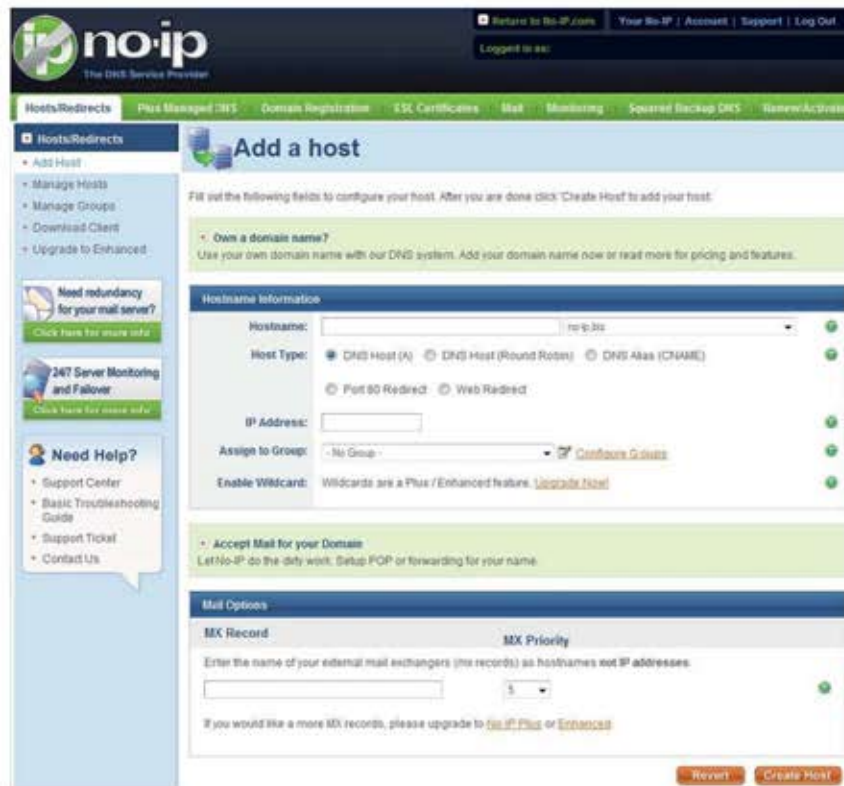 no-ip
The DNS Service Provider
Return to No-IP.com
Your No-IP | Account | Support | Log Out
Logged in as:
Hosts/Redirects
Plus Managed DNS
Domain Registration
SSL Certificates
Mail
Monitoring
Squared Backup DNS
Renew/Activate
Hosts/Redirects
Add Host
Manage Hosts
Manage Groups
Download Client
Upgrade to Enhanced
Need redundancy
for your mail server?
Click here for more info
24/7 Server Monitoring
and Failover
Click here for more info
Need Help?
Support Center
Basic Troubleshooting
Guide
Support Ticket
Contact Us
Add a host
Fill out the following fields to configure your host. After you are done click 'Create Host' to add your host.
Own a domain name?
Use your own domain name with our DNS system. Add your domain name now or read more for pricing and features.
Hostname Information
Hostname:
no-ip.biz
Host Type:
DNS Host (A)
DNS Host (Round Robin)
DNS Alias (CNAME)
Port 80 Redirect
Web Redirect
IP Address:
Assign to Group:
- No Group -
Configure Groups
Enable Wildcard:
Wildcards are a Plus / Enhanced feature. Upgrade Now!
Accept Mail for your Domain
Let No-IP do the dirty work. Setup POP or forwarding for your name.
Mail Options
MX Record
MX Priority
Enter the name of your external mail exchangers (mx records) as hostnames not IP addresses.
5
If you would like a more MX records, please upgrade to No-IP Plus or Enhanced
Revert
Create Host